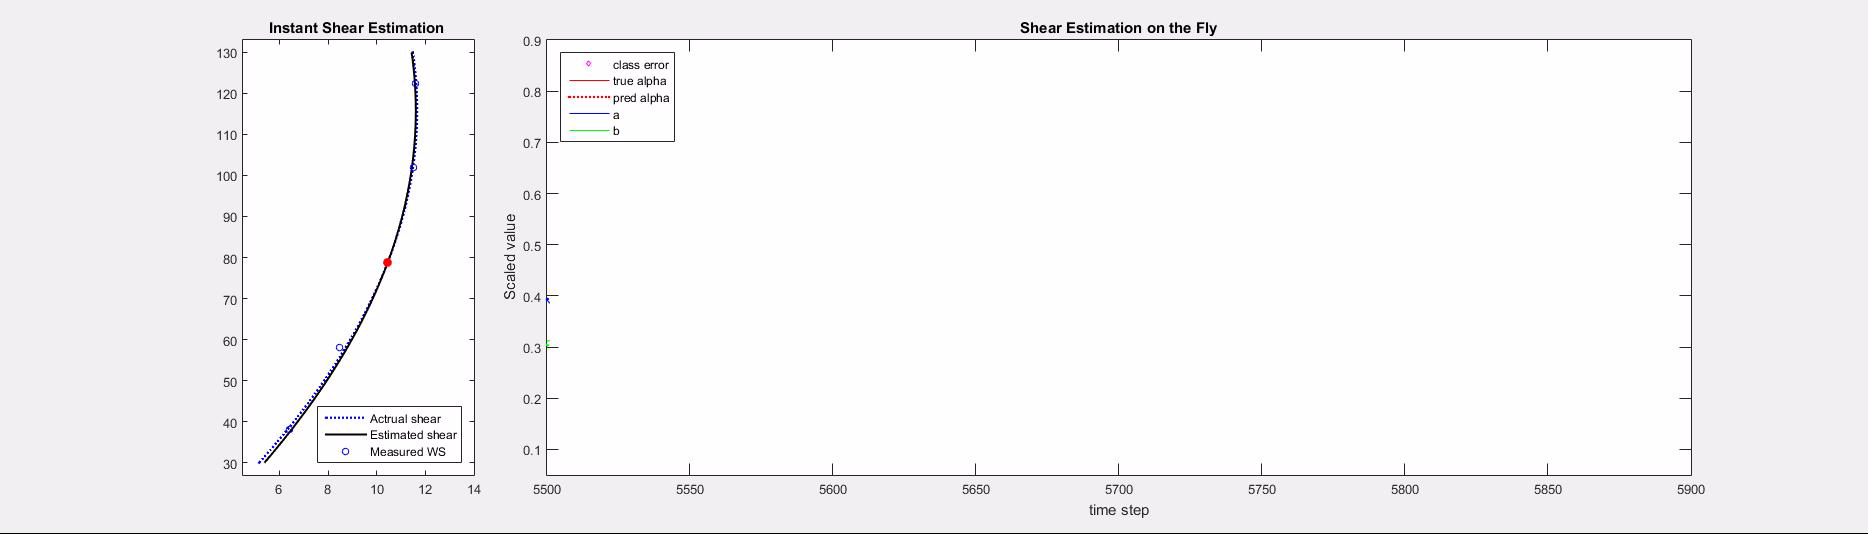 Instant Shear Estimation
130
120
110
100
90
80
70
60
50
40
30
6 8 10 12 14
Actrual shear
Estimated shear
Measured WS
Shear Estimation on the Fly
Scaled value
0.9
0.8
0.7
0.6
0.5
0.4
0.3
0.2
0.1
class error
true alpha
pred alpha
a
b
5500 5550 5600 5650 5700 5750 5800 5850 5900
time step